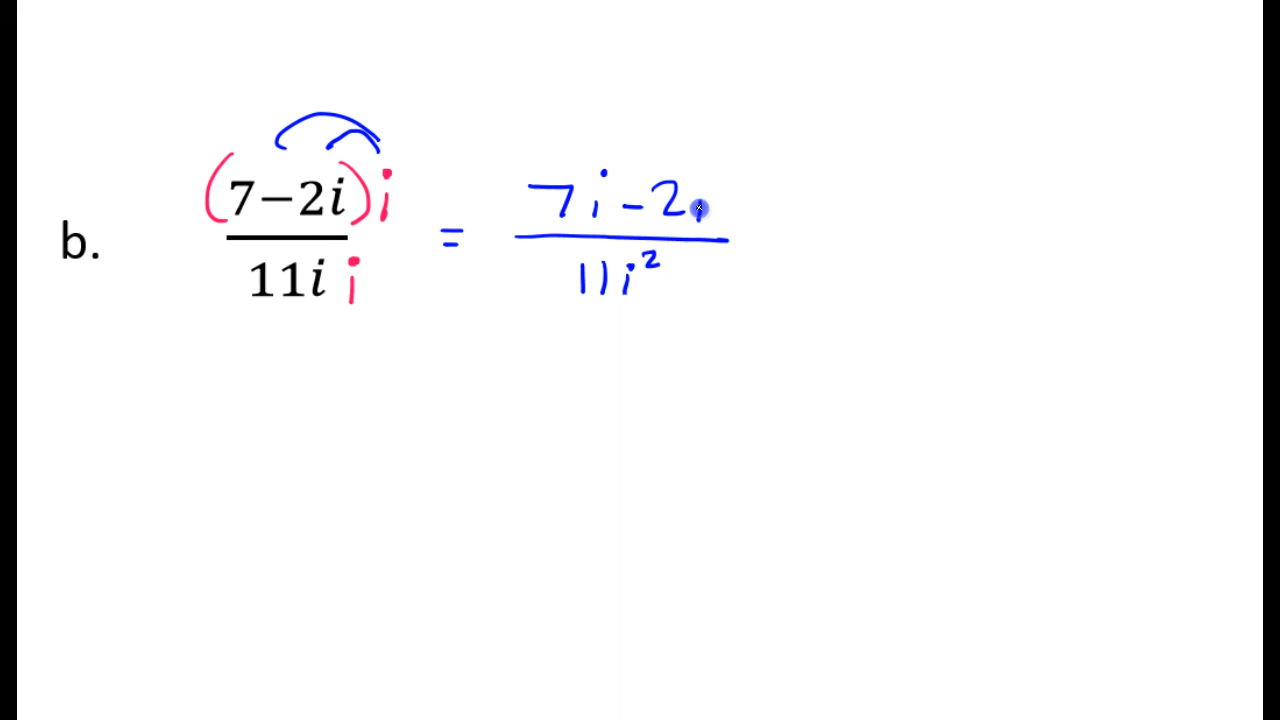 b. (7−2i)i / 11i i = 7i−2i / 11i²